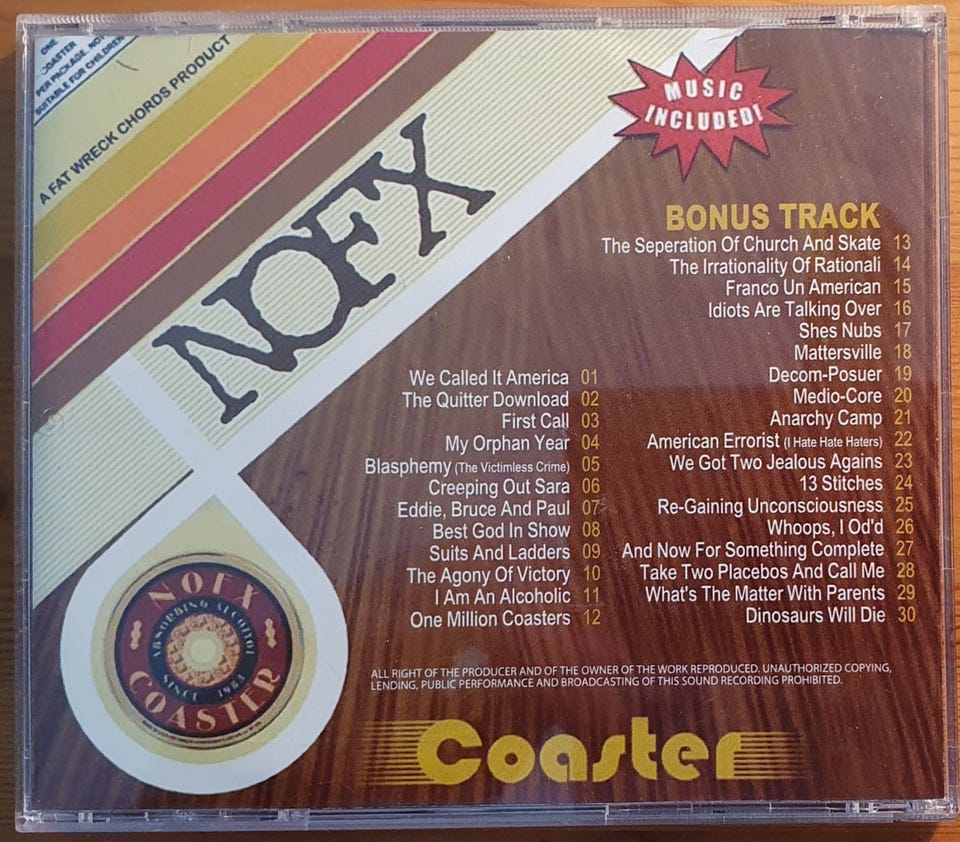 ONE
COASTER
PER PACKAGE. NOT
SUITABLE FOR CHILDREN
A FAT WRECK CHORDS PRODUCT
NOFX
MUSIC
INCLUDED!
BONUS TRACK
The Seperation Of Church And Skate 13
The Irrationality Of Rationali 14
Franco Un American 15
Idiots Are Talking Over 16
Shes Nubs 17
Mattersville 18
Decom-Posuer 19
Medio-Core 20
Anarchy Camp 21
American Errorist (I Hate Hate Haters) 22
We Got Two Jealous Agains 23
13 Stitches 24
Re-Gaining Unconsciousness 25
Whoops, I Od'd 26
And Now For Something Complete 27
Take Two Placebos And Call Me 28
What's The Matter With Parents 29
Dinosaurs Will Die 30
We Called It America 01
The Quitter Download 02
First Call 03
My Orphan Year 04
Blasphemy (The Victimless Crime) 05
Creeping Out Sara 06
Eddie, Bruce And Paul 07
Best God In Show 08
Suits And Ladders 09
The Agony Of Victory 10
I Am An Alcoholic 11
One Million Coasters 12
NOFX
ABSORBING ALCOHOL
SINCE 1983
COASTER
ALL RIGHT OF THE PRODUCER AND OF THE OWNER OF THE WORK REPRODUCED. UNAUTHORIZED COPYING,
LENDING, PUBLIC PERFORMANCE AND BROADCASTING OF THIS SOUND RECORDING PROHIBITED.
Coaster